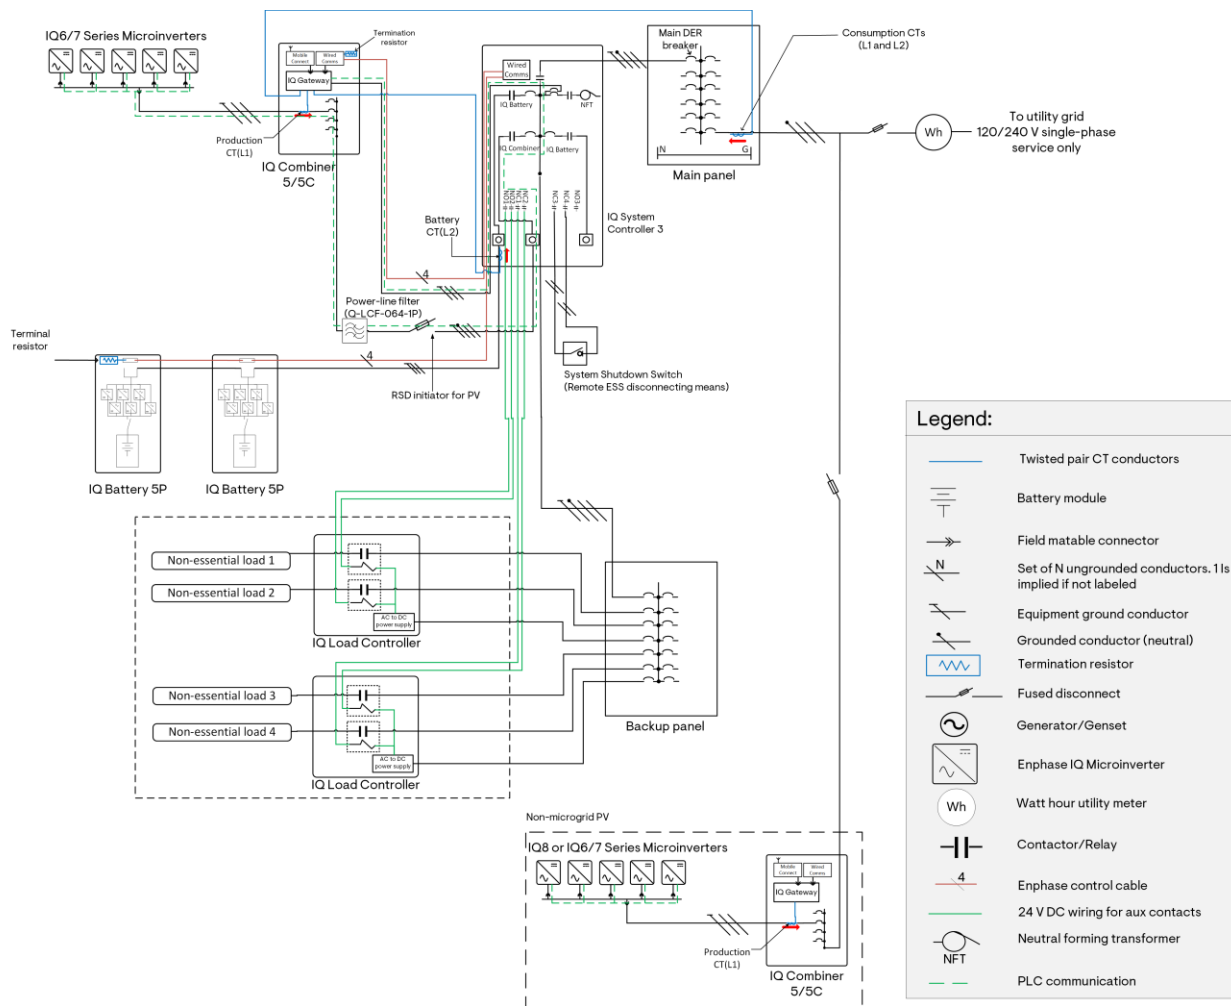 IQ6/7 Series Microinverters
Termination
resistor
Mobile
Connect
Wired
Comms
IQ Gateway
Production
CT(L1)
IQ Combiner
5/5C
Wired
Comms
IQ Battery
NFT
IQ Combiner
IQ Battery
NO1
NO2
NC1
NC2
NC3
NC4
NO3
IQ System
Controller 3
Battery
CT(L2)
Main DER
breaker
Consumption CTs
(L1 and L2)
N
G
Main panel
Wh
To utility grid
120/240 V single-phase
service only
4
Power-line filter
(Q-LCF-064-1P)
RSD initiator for PV
System Shutdown Switch
(Remote ESS disconnecting means)
Terminal
resistor
4
IQ Battery 5P
IQ Battery 5P
Non-essential load 1
Non-essential load 2
AC to DC
power supply
IQ Load Controller
Non-essential load 3
Non-essential load 4
AC to DC
power supply
IQ Load Controller
Backup panel
Non-microgrid PV
IQ8 or IQ6/7 Series Microinverters
Mobile
Connect
Wired
Comms
IQ Gateway
Production
CT(L1)
IQ Combiner
5/5C
Legend:
Twisted pair CT conductors
Battery module
Field matable connector
N
Set of N ungrounded conductors. 1 Is
implied if not labeled
Equipment ground conductor
Grounded conductor (neutral)
Termination resistor
Fused disconnect
Generator/Genset
Enphase IQ Microinverter
Wh
Watt hour utility meter
Contactor/Relay
4
Enphase control cable
24 V DC wiring for aux contacts
NFT
Neutral forming transformer
PLC communication